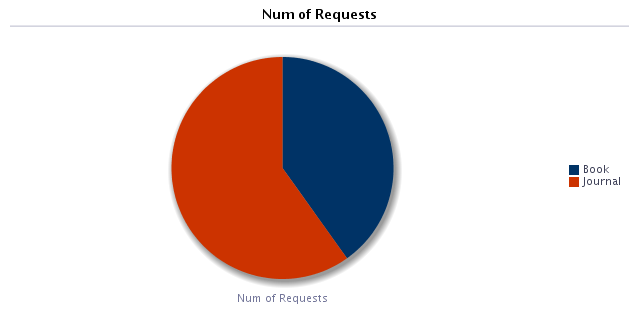 Num of Requests
Book
Journal
Num of Requests